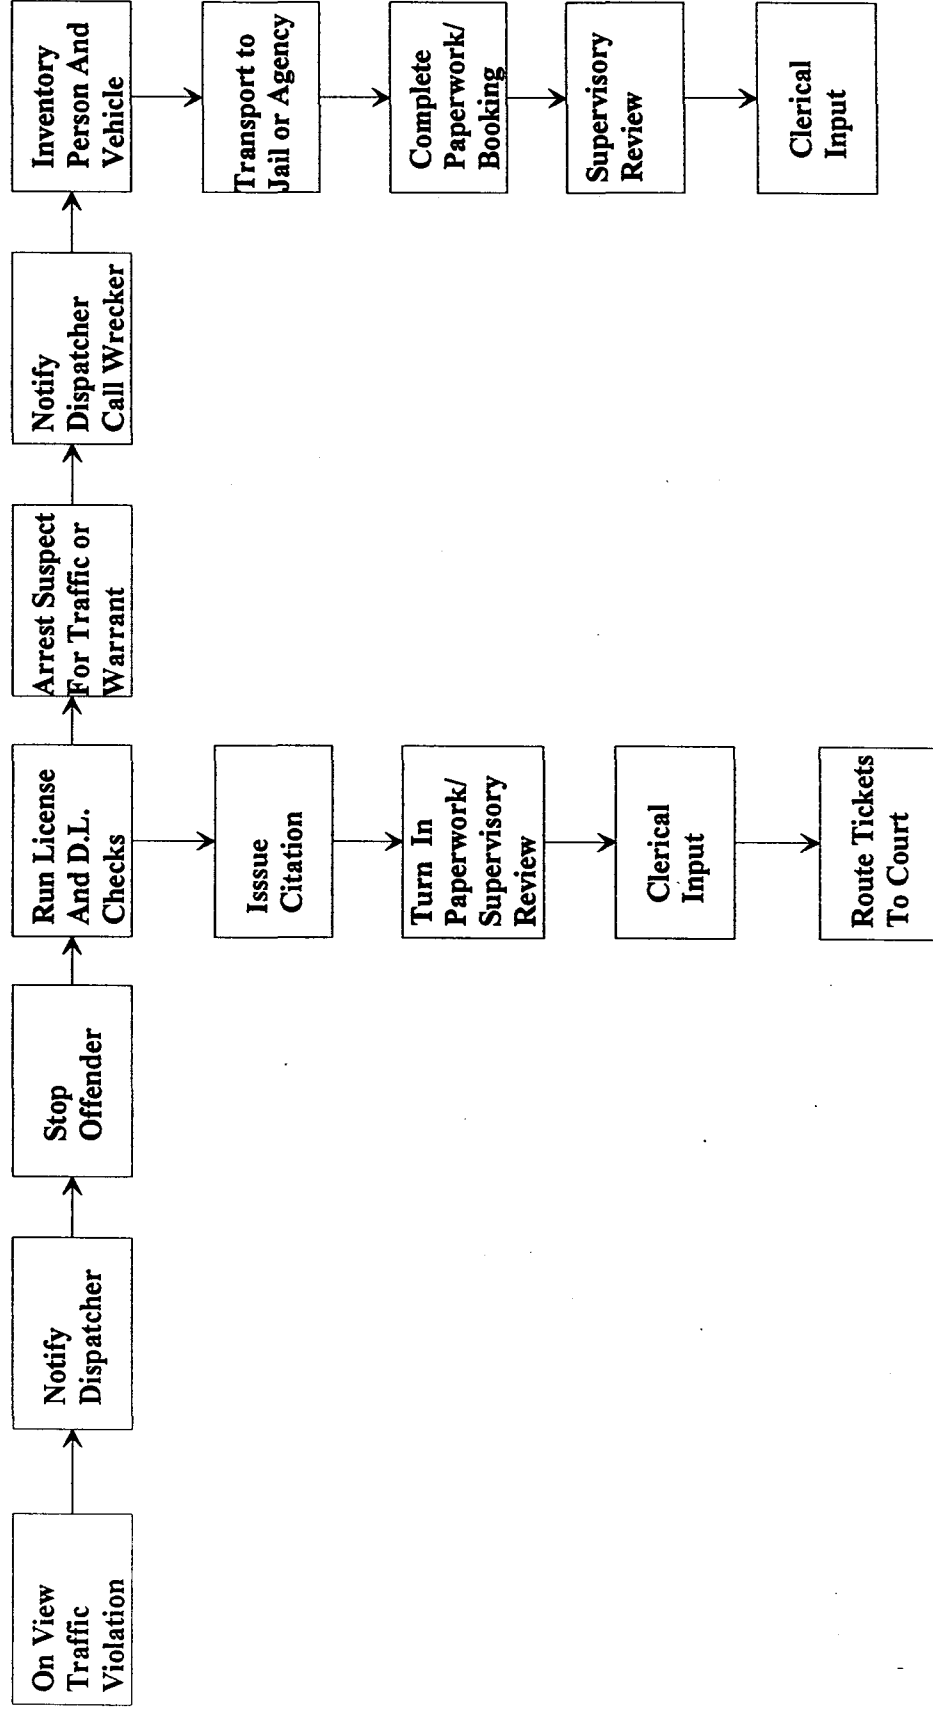 On View
Traffic
Violation
Notify
Dispatcher
Stop
Offender
Run License
And D.L.
Checks
Arrest Suspect
For Traffic or
Warrant
Notify
Dispatcher
Call Wrecker
Inventory
Person And
Vehicle
Isssue
Citation
Turn In
Paperwork/
Supervisory
Review
Clerical
Input
Route Tickets
To Court
Transport to
Jail or Agency
Complete
Paperwork/
Booking
Supervisory
Review
Clerical
Input